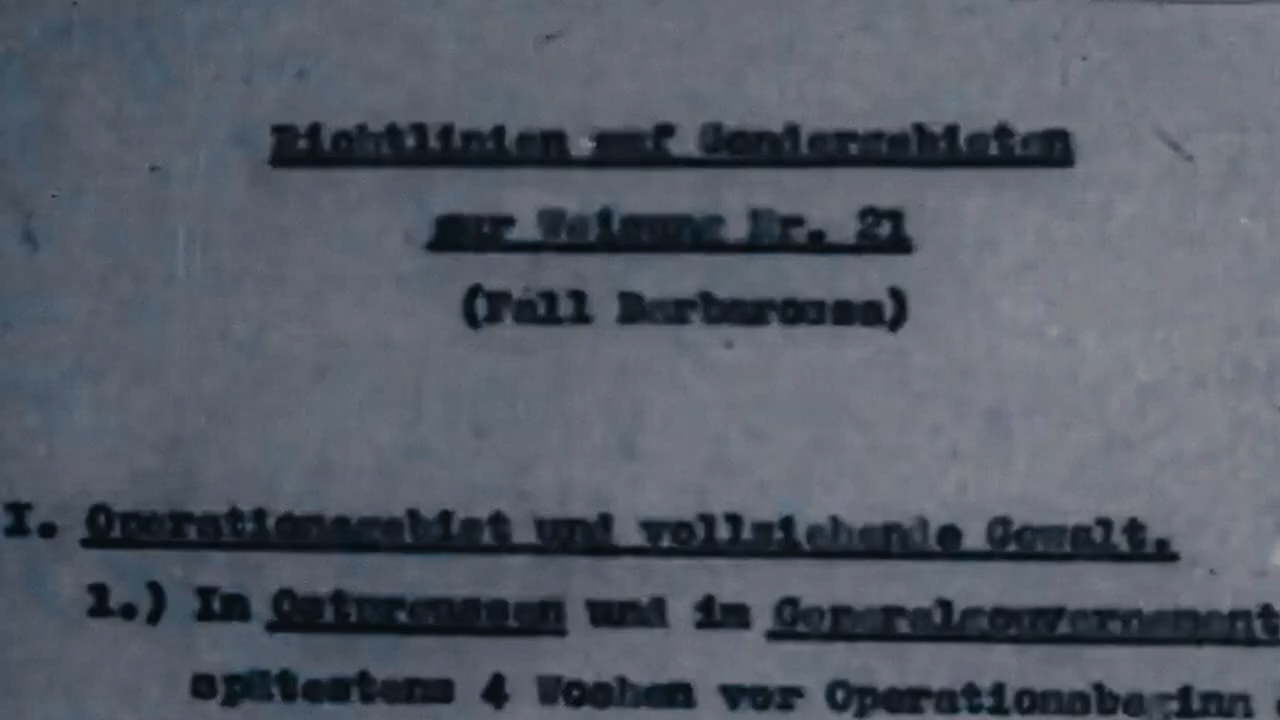 Richtlinien auf Sondergebieten
zur Weisung Nr. 21
(Fall Barbarossa)
I. Operationsgebiet und vollziehende Gewalt.
1.) In Ostpreussen und im Generalgouvernement
spätestens 4 Wochen vor Operationsbeginn